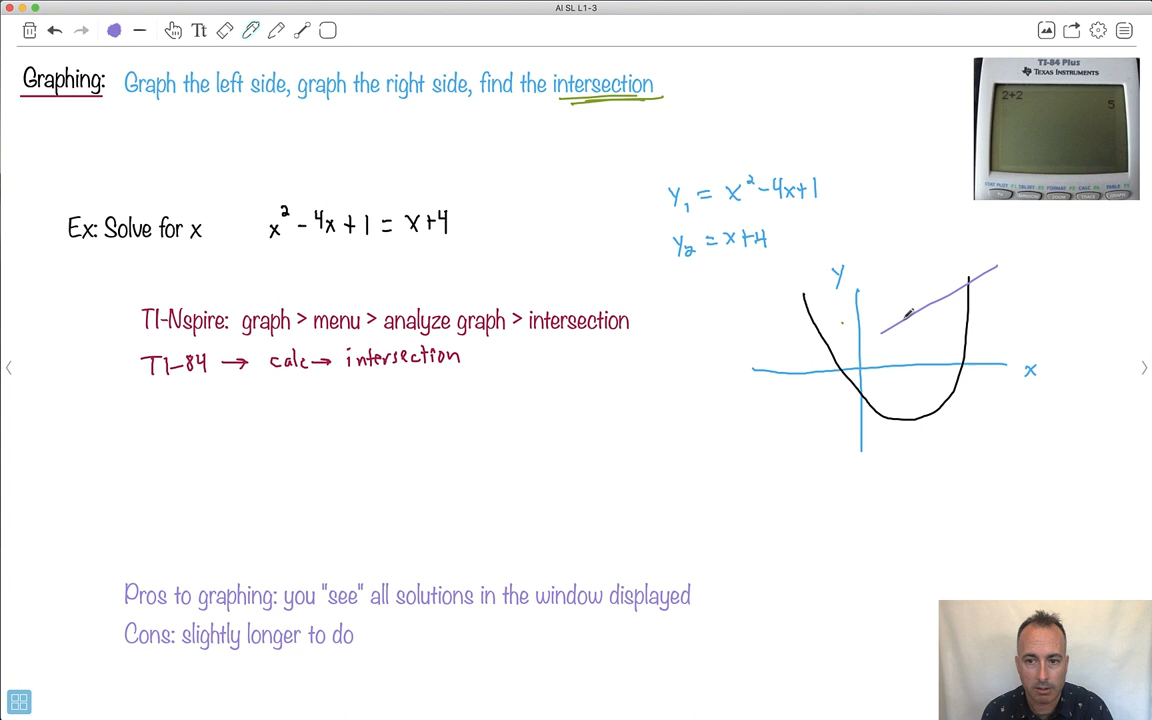 AI SL L1-3
Tt
Graphing: Graph the left side, graph the right side, find the intersection
TI-84 Plus
TEXAS INSTRUMENTS
2+2
5
y₁ = x² - 4x + 1
Ex: Solve for x x² - 4x + 1 = x + 4
y₂ = x + 4
y
TI-Nspire: graph > menu > analyze graph > intersection
TI-84 → calc → intersection
x
Pros to graphing: you "see" all solutions in the window displayed
Cons: slightly longer to do